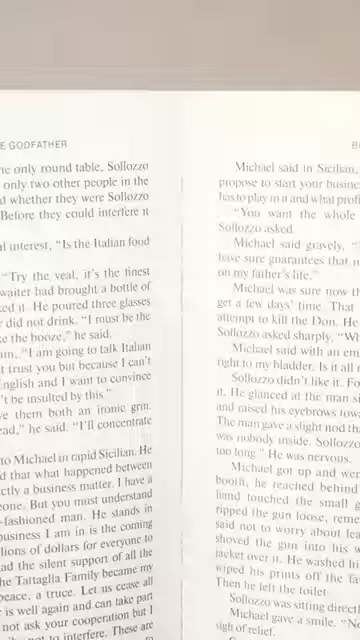 E GODFATHER
ne only round table, Sollozzo
only two other people in the
d whether they were Sollozzo
Before they could interfere it
al interest, “Is the Italian food
“Try the veal, it’s the finest
waiter had brought a bottle of
ked it. He poured three glasses
r did not drink. “I must be the
ke the booze,” he said.
“I am going to talk Italian
t trust you but because I can’t
English and I want to convince
’t be insulted by this.”
ve them both an ironic grin.
ead,” he said. “I’ll concentrate
to Michael in rapid Sicilian. He
d that what happened between
ctly a business matter. I have a
eone. But you must understand
-fashioned man. He stands in
business I am in is the coming
llions of dollars for everyone to
ad the silent support of all the
he Tattaglia Family became my
peace, a truce. Let us cease all
r is well again and can take part
not ask your cooperation but I
not to interfere. These are
B
Michael said in Sicilian,
propose to start your busine
has to play in it and what profi
“You want the whole
Sollozzo asked.
Michael said gravely, “
have sure guarantees that n
on my father’s life.”
Michael was sure now th
get a few days’ time. That
attempt to kill the Don. He
Sollozzo asked sharply, “Wh
Michael said with an em
right to my bladder. Is it all r
Sollozzo didn’t like it. Fo
it. He glanced at the man si
and raised his eyebrows tow
The man gave a slight nod tha
was nobody inside. Sollozzo
too long.” He was nervous.
Michael got up and wen
booth, he reached behind
hand touched the small g
ripped the gun loose, reme
said not to worry about lea
shoved the gun into his w
jacket over it. He washed his
wiped his prints off the fa
Then he left the toilet.
Sollozzo was sitting direct
Michael gave a smile. “No
sigh of relief.